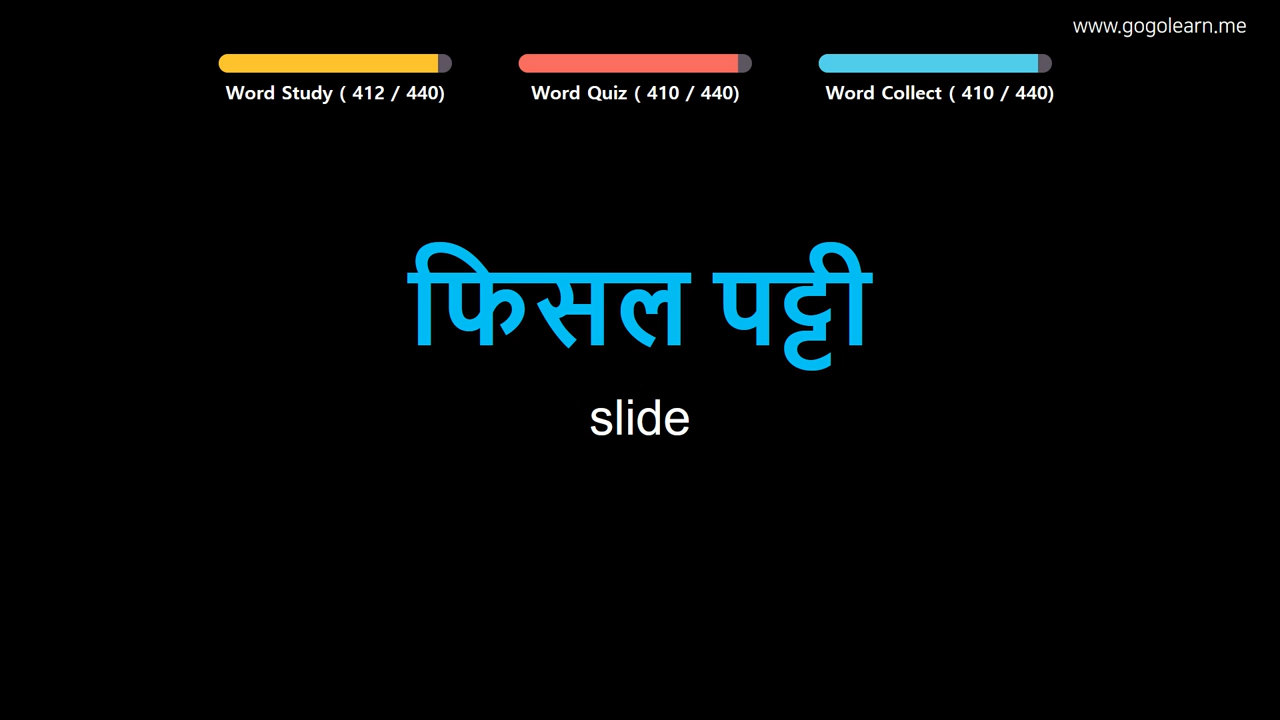 www.gogolearn.me
Word Study ( 412 / 440)
Word Quiz ( 410 / 440)
Word Collect ( 410 / 440)
फिसल पट्टी
slide